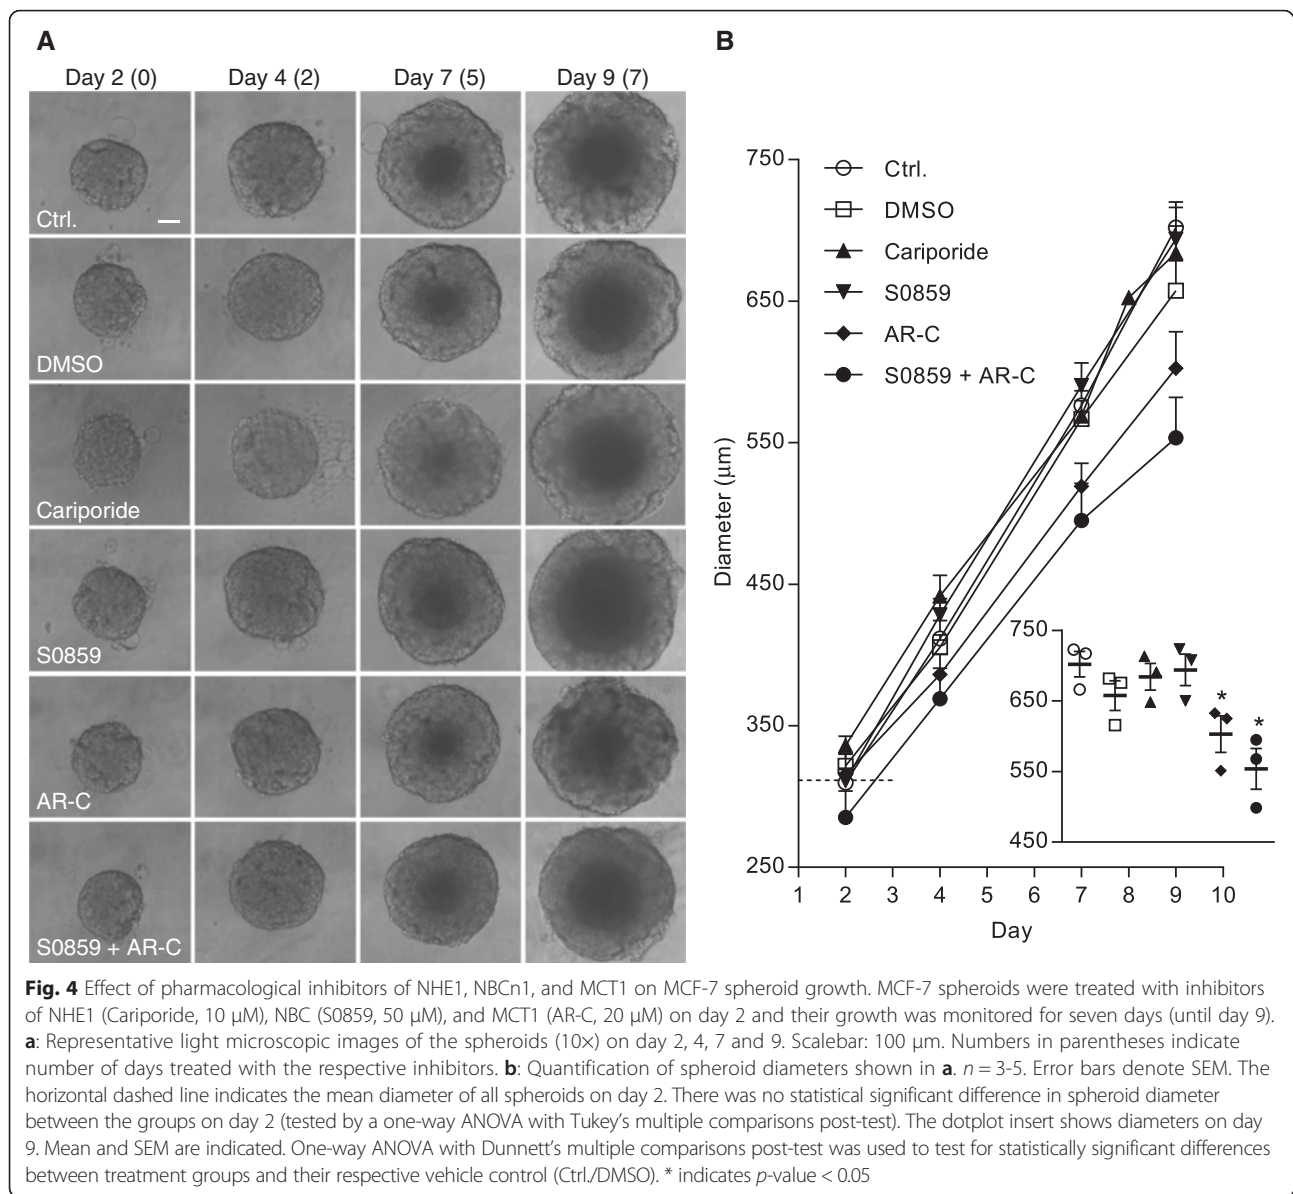 A
Day 2 (0) Day 4 (2) Day 7 (5) Day 9 (7)
Ctrl.
DMSO
Cariporide
S0859
AR-C
S0859 + AR-C
B
750
650
550
450
350
250
Diameter (μm)
1 2 3 4 5 6 7 8 9 10
Day
Ctrl.
DMSO
Cariporide
S0859
AR-C
S0859 + AR-C
750
650
550
450
* *
Fig. 4 Effect of pharmacological inhibitors of NHE1, NBCn1, and MCT1 on MCF-7 spheroid growth. MCF-7 spheroids were treated with inhibitors
of NHE1 (Cariporide, 10 μM), NBC (S0859, 50 μM), and MCT1 (AR-C, 20 μM) on day 2 and their growth was monitored for seven days (until day 9).
a: Representative light microscopic images of the spheroids (10×) on day 2, 4, 7 and 9. Scalebar: 100 μm. Numbers in parentheses indicate
number of days treated with the respective inhibitors. b: Quantification of spheroid diameters shown in a. n = 3-5. Error bars denote SEM. The
horizontal dashed line indicates the mean diameter of all spheroids on day 2. There was no statistical significant difference in spheroid diameter
between the groups on day 2 (tested by a one-way ANOVA with Tukey's multiple comparisons post-test). The dotplot insert shows diameters on day
9. Mean and SEM are indicated. One-way ANOVA with Dunnett's multiple comparisons post-test was used to test for statistically significant differences
between treatment groups and their respective vehicle control (Ctrl./DMSO). * indicates p-value < 0.05